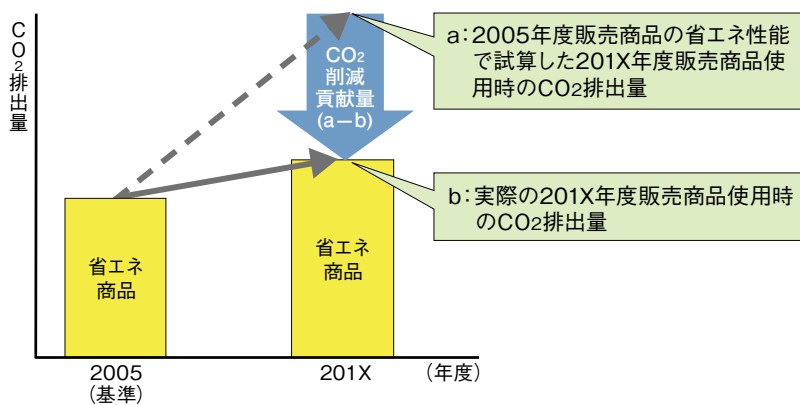 CO2排出量
CO2
削減
貢献量
(a－b)
a：2005年度販売商品の省エネ性能
で試算した201X年度販売商品使
用時のCO2排出量
b：実際の201X年度販売商品使用時
のCO2排出量
省エネ
商品
省エネ
商品
2005
(基準)
201X
(年度)